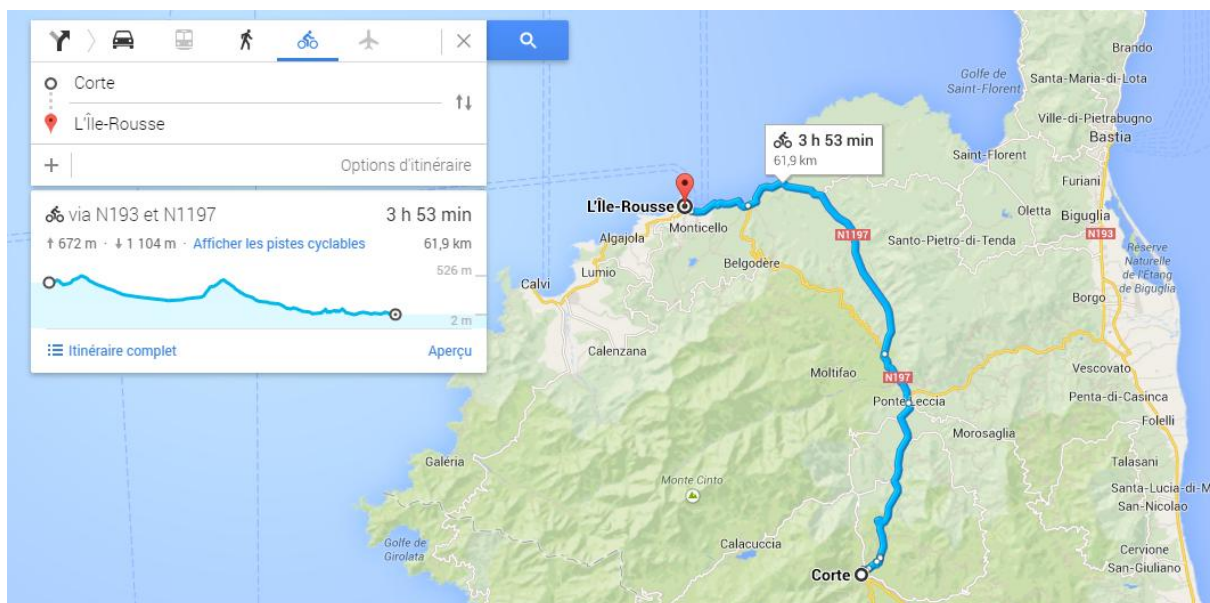 Corte
L'Île-Rousse
Options d'itinéraire
via N193 et N1197
3 h 53 min
↑ 672 m · ↓ 1 104 m · Afficher les pistes cyclables
61,9 km
526 m
2 m
Itinéraire complet
Aperçu
Brando
Golfe de
Saint-Florent
Santa-Maria-di-Lota
Ville-di-Pietrabugno
Bastia
3 h 53 min
61,9 km
Saint-Florent
Furiani
L'Île-Rousse
Monticello
Algajola
Oletta
Biguglia
N193
N1197
Santo-Pietro-di-Tenda
Réserve
Naturelle
de l'Étang
de Biguglia
Belgodère
Lumio
Calvi
Borgo
Calenzana
Moltifao
N197
Vescovato
Ponte Leccia
Penta-di-Casinca
Folelli
Morosaglia
Galéria
Talasani
Monte Cinto
Santa-Lucia-di-M
San-Nicolao
Golfe de
Girolata
Calacuccia
Cervione
San-Giuliano
Corte